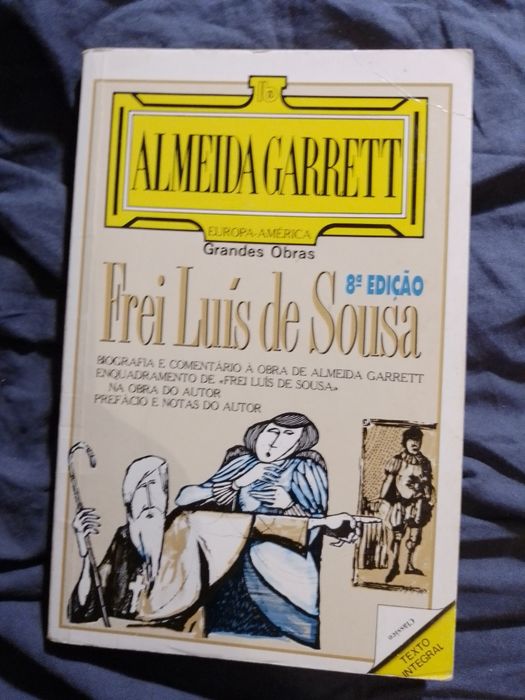 ALMEIDA GARRETT
EUROPA-AMÉRICA
Grandes Obras
8ª EDIÇÃO
Frei Luís de Sousa
BIOGRAFIA E COMENTÁRIO À OBRA DE ALMEIDA GARRETT
ENQUADRAMENTO DE «FREI LUÍS DE SOUSA»
NA OBRA DO AUTOR
PREFÁCIO E NOTAS DO AUTOR
TEXTO
INTEGRAL